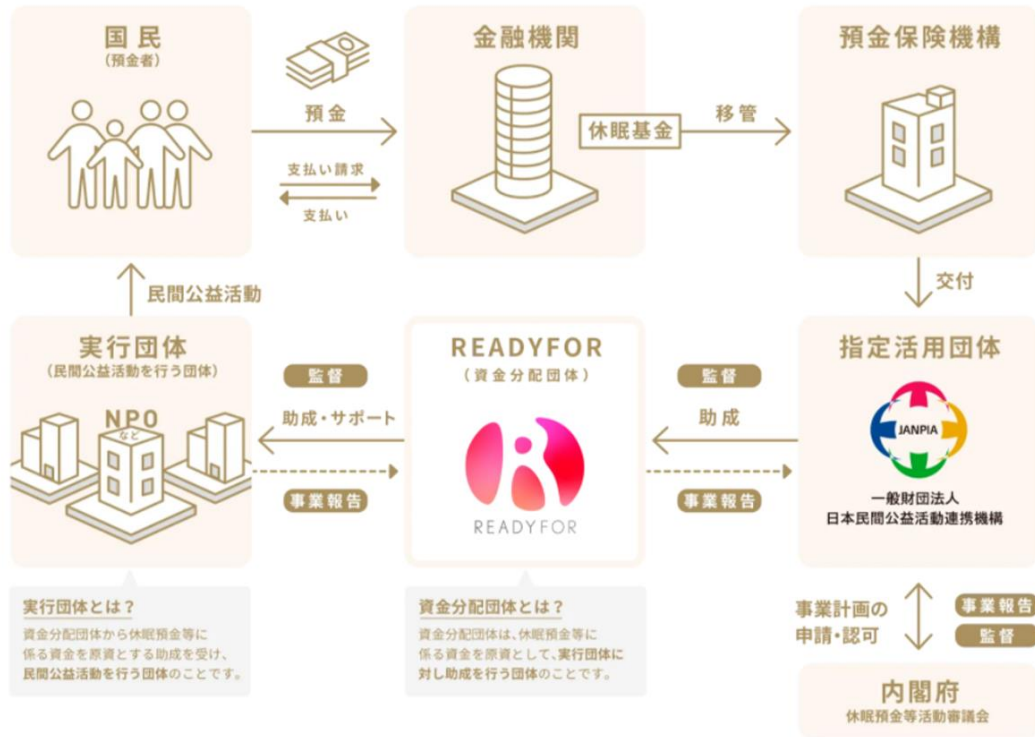 国民
(預金者)
預金
支払い請求
支払い
金融機関
休眠基金
移管
預金保険機構
交付
民間公益活動
実行団体
(民間公益活動を行う団体)
NPO
など
監督
助成・サポート
事業報告
READYFOR
(資金分配団体)
READYFOR
監督
助成
事業報告
指定活用団体
JANPIA
一般財団法人
日本民間公益活動連携機構
実行団体とは？
資金分配団体から休眠預金等に
係る資金を原資とする助成を受け、
民間公益活動を行う団体のことです。
資金分配団体とは？
資金分配団体は、休眠預金等に
係る資金を原資として、実行団体に
対し助成を行う団体のことです。
事業計画の
申請・認可
事業報告
監督
内閣府
休眠預金等活動審議会